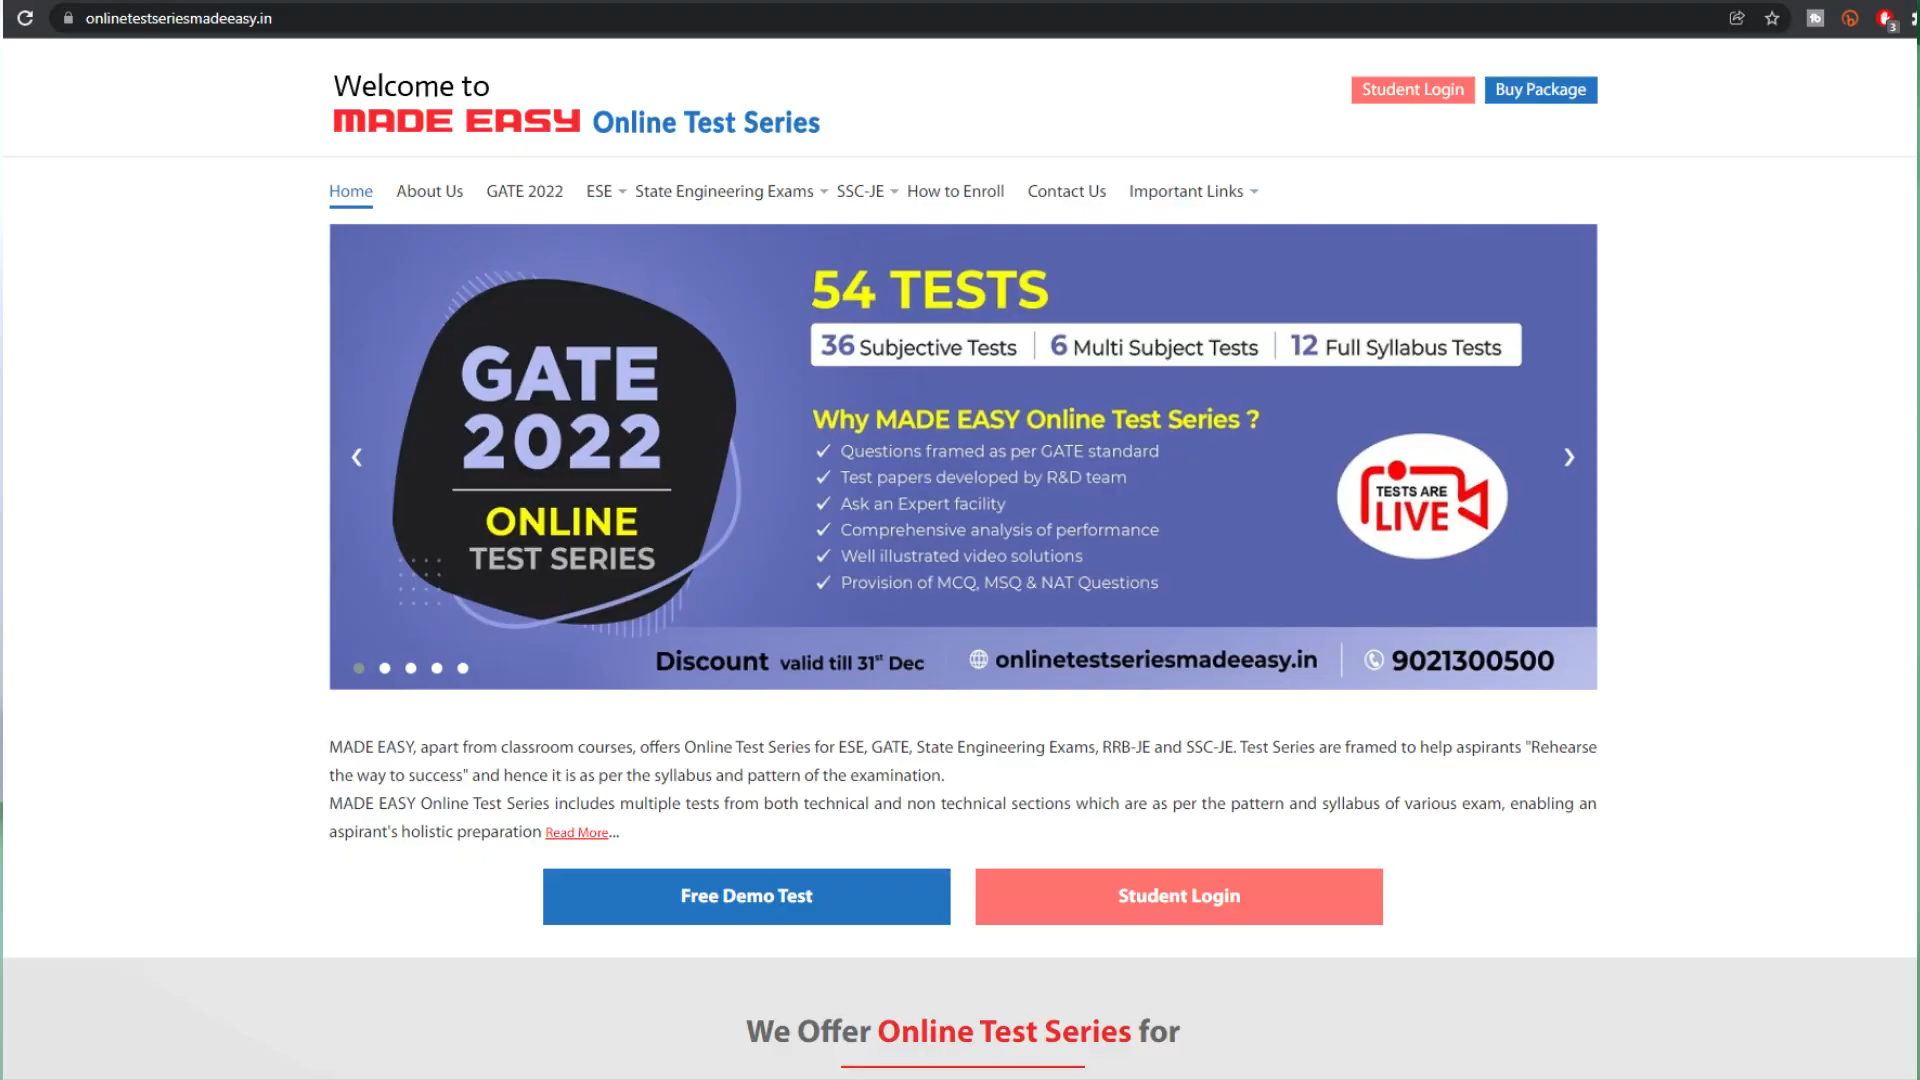 onlinetestseriesmadeeasy.in
3
Welcome to
MADE EASY Online Test Series
Student Login
Buy Package
Home
About Us
GATE 2022
ESE
State Engineering Exams
SSC-JE
How to Enroll
Contact Us
Important Links
GATE
2022
ONLINE
TEST SERIES
54 TESTS
36 Subjective Tests
6 Multi Subject Tests
12 Full Syllabus Tests
Why MADE EASY Online Test Series ?
✓ Questions framed as per GATE standard
✓ Test papers developed by R&D team
✓ Ask an Expert facility
✓ Comprehensive analysis of performance
✓ Well illustrated video solutions
✓ Provision of MCQ, MSQ & NAT Questions
TESTS ARE
LIVE
Discount valid till 31st Dec
onlinetestseriesmadeeasy.in
9021300500
MADE EASY, apart from classroom courses, offers Online Test Series for ESE, GATE, State Engineering Exams, RRB-JE and SSC-JE. Test Series are framed to help aspirants "Rehearse
the way to success" and hence it is as per the syllabus and pattern of the examination.
MADE EASY Online Test Series includes multiple tests from both technical and non technical sections which are as per the pattern and syllabus of various exam, enabling an
aspirant's holistic preparation Read More...
Free Demo Test
Student Login
We Offer Online Test Series for